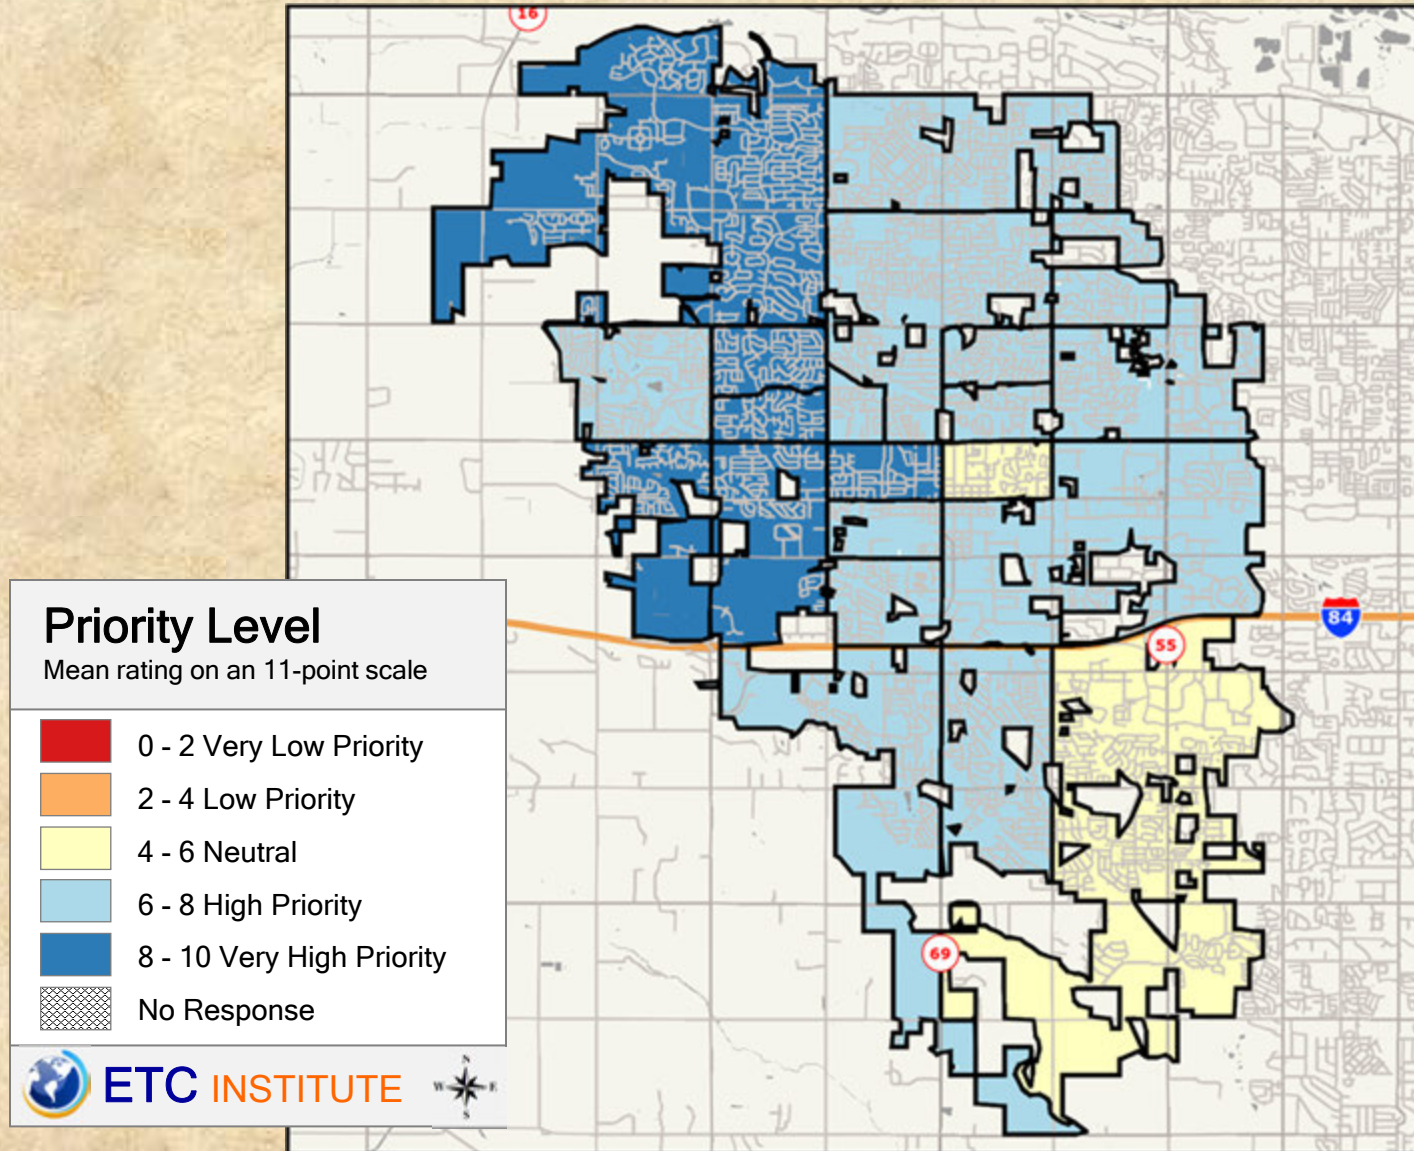 16
84
55
69
Priority Level
Mean rating on an 11-point scale
0 - 2 Very Low Priority
2 - 4 Low Priority
4 - 6 Neutral
6 - 8 High Priority
8 - 10 Very High Priority
No Response
ETC INSTITUTE
N
W E
S